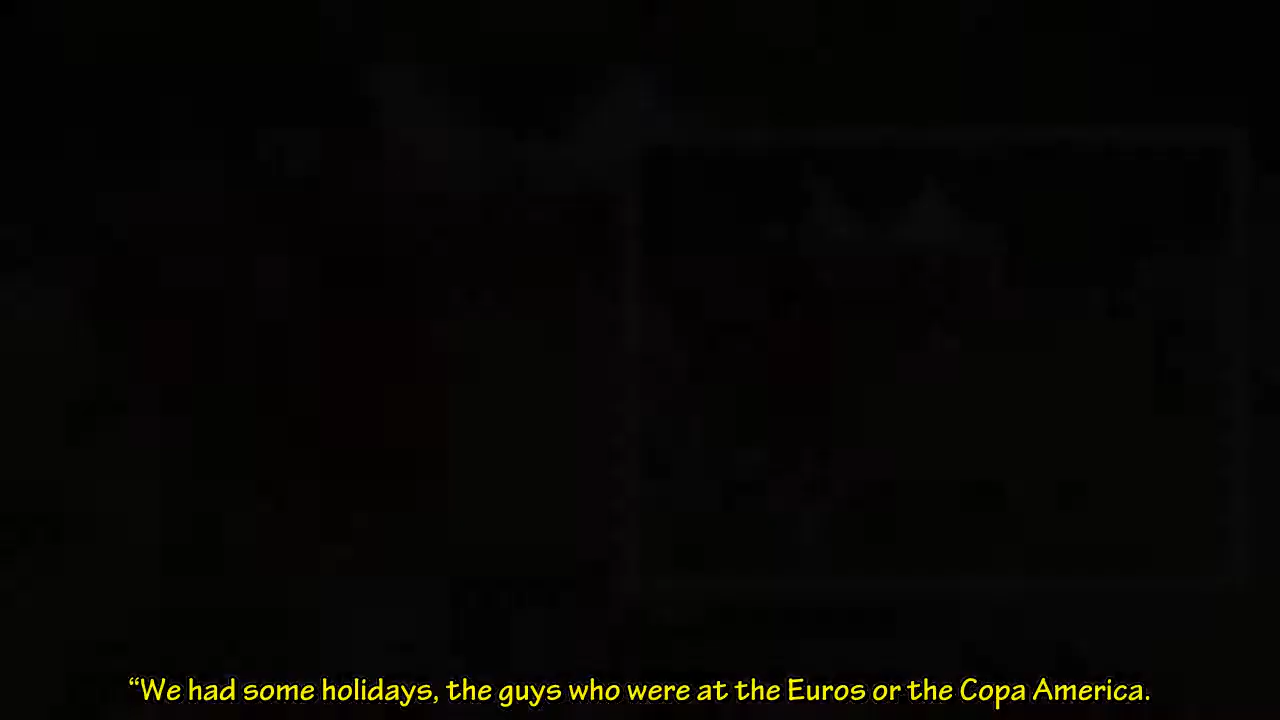 “We had some holidays, the guys who were at the Euros or the Copa America.